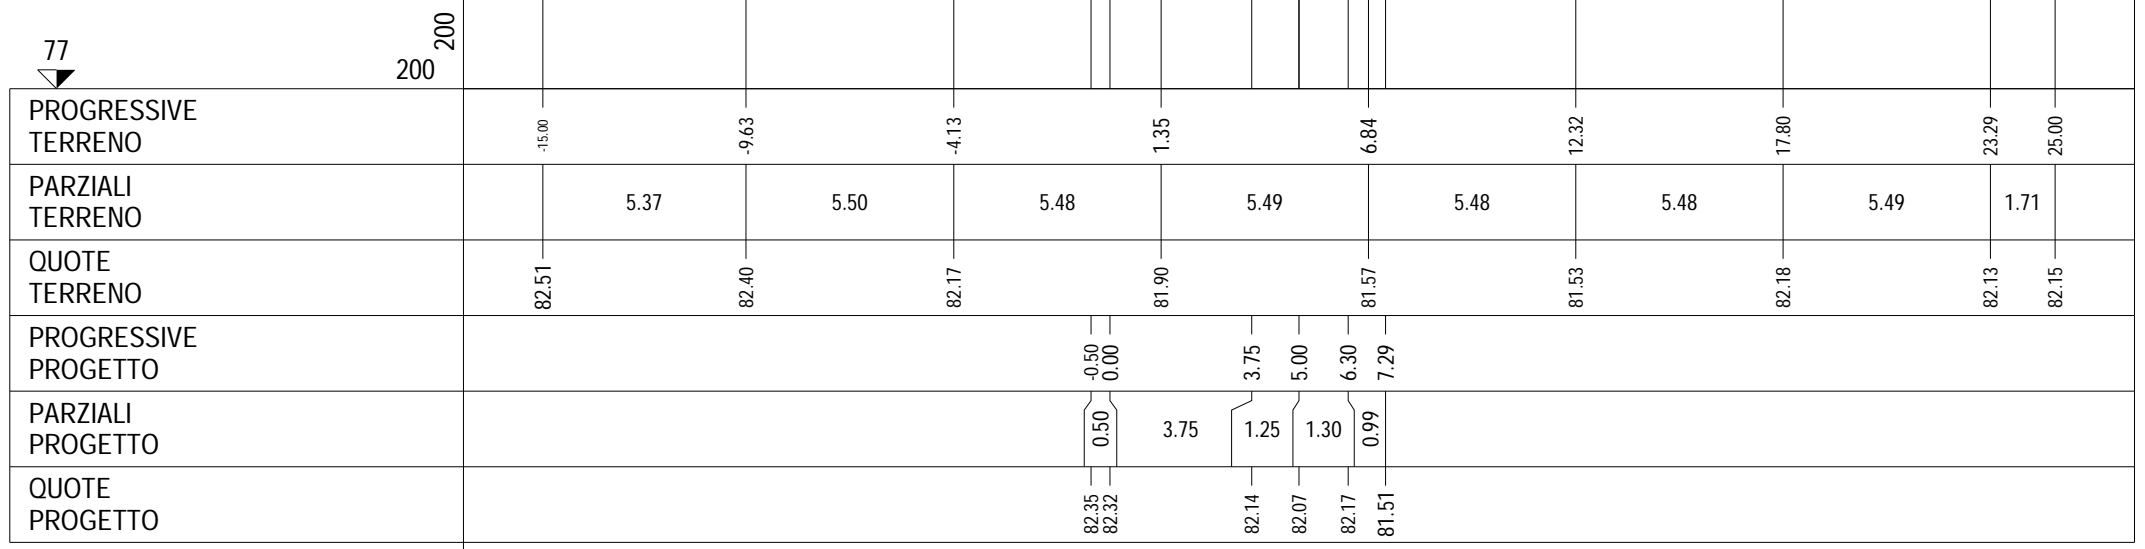 200
77
200
PROGRESSIVE
TERRENO
-15.00 -9.63 -4.13 1.35 6.84 12.32 17.80 23.29 25.00
PARZIALI
TERRENO
5.37 5.50 5.48 5.49 5.48 5.48 5.49 1.71
QUOTE
TERRENO
82.51 82.40 82.17 81.90 81.57 81.53 82.18 82.13 82.15
PROGRESSIVE
PROGETTO
-0.50 0.00 3.75 5.00 6.30 7.29
PARZIALI
PROGETTO
0.50 3.75 1.25 1.30 0.99
QUOTE
PROGETTO
82.35 82.32 82.14 82.07 82.17 81.51